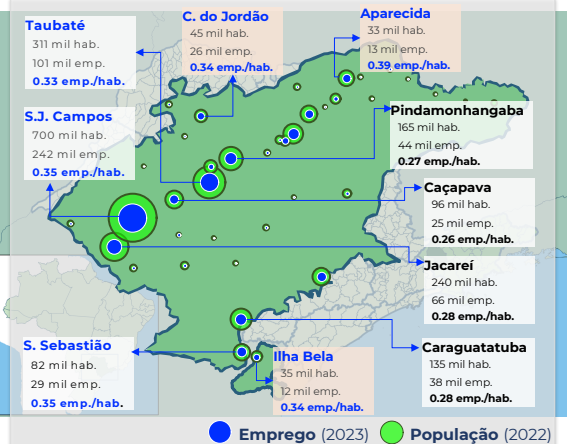 Taubaté
311 mil hab.
101 mil emp.
0.33 emp./hab.
C. do Jordão
45 mil hab.
26 mil emp.
0.34 emp./hab.
Aparecida
33 mil hab.
13 mil emp.
0.39 emp./hab.
S.J. Campos
700 mil hab.
242 mil emp.
0.35 emp./hab.
Pindamonhangaba
165 mil hab.
44 mil emp.
0.27 emp./hab.
Caçapava
96 mil hab.
25 mil emp.
0.26 emp./hab.
Jacareí
240 mil hab.
66 mil emp.
0.28 emp./hab.
S. Sebastião
82 mil hab.
29 mil emp.
0.35 emp./hab.
Ilha Bela
35 mil hab.
12 mil emp.
0.34 emp./hab.
Caraguatatuba
135 mil hab.
38 mil emp.
0.28 emp./hab.
Emprego (2023) População (2022)